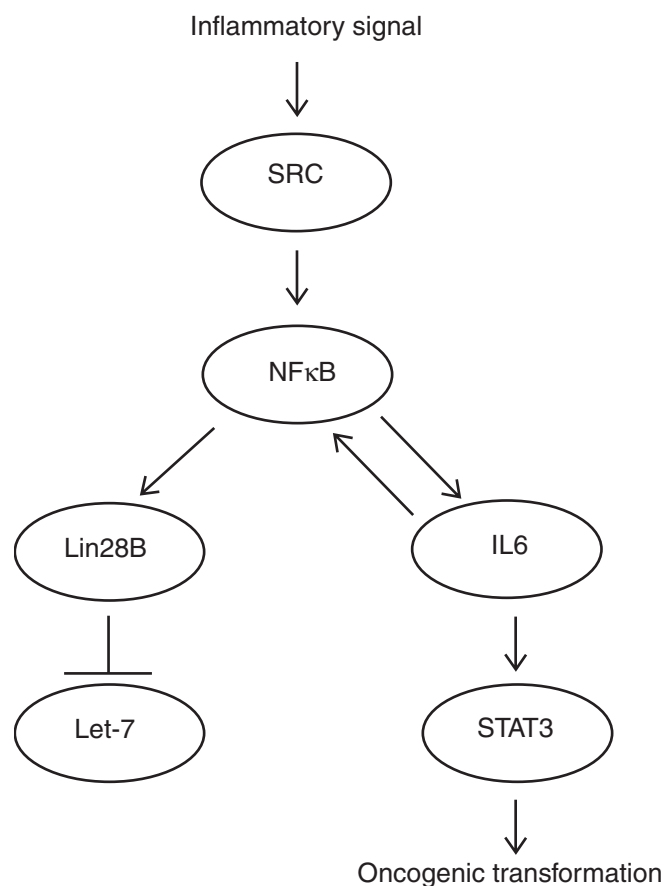 Inflammatory signal
SRC
NFκB
Lin28B
IL6
Let-7
STAT3
Oncogenic transformation